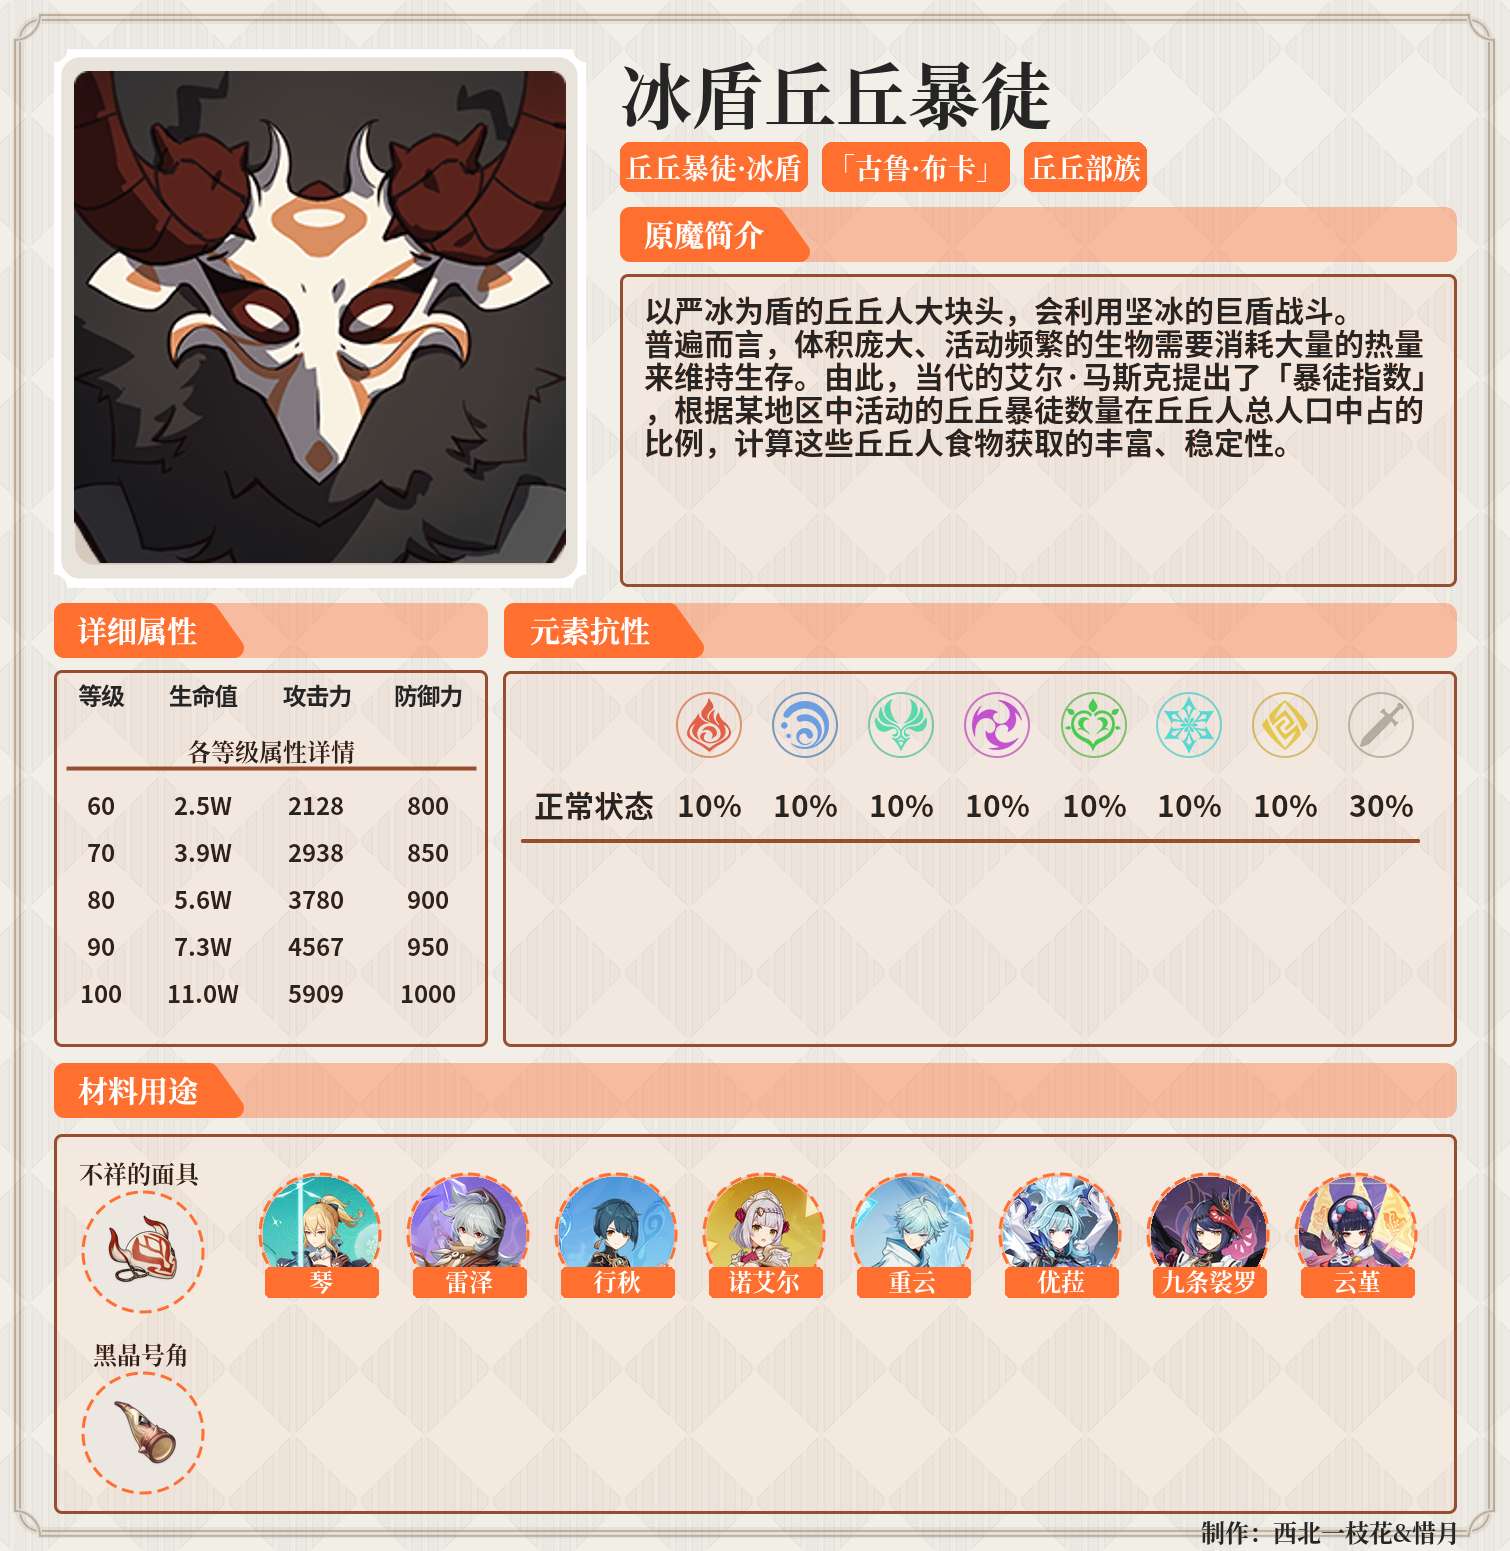 冰盾丘丘暴徒
丘丘暴徒·冰盾 「古鲁·布卡」 丘丘部族
原魔简介
以严冰为盾的丘丘人大块头，会利用坚冰的巨盾战斗。
普遍而言，体积庞大、活动频繁的生物需要消耗大量的热量
来维持生存。由此，当代的艾尔·马斯克提出了「暴徒指数」
，根据某地区中活动的丘丘暴徒数量在丘丘人总人口中占的
比例，计算这些丘丘人食物获取的丰富、稳定性。
详细属性
等级 生命值 攻击力 防御力
各等级属性详情
60 2.5W 2128 800
70 3.9W 2938 850
80 5.6W 3780 900
90 7.3W 4567 950
100 11.0W 5909 1000
元素抗性
正常状态 10% 10% 10% 10% 10% 10% 10% 30%
材料用途
不祥的面具
琴 雷泽 行秋 诺艾尔 重云 优菈 九条裟罗 云堇
黑晶号角
制作：西北一枝花&惜月